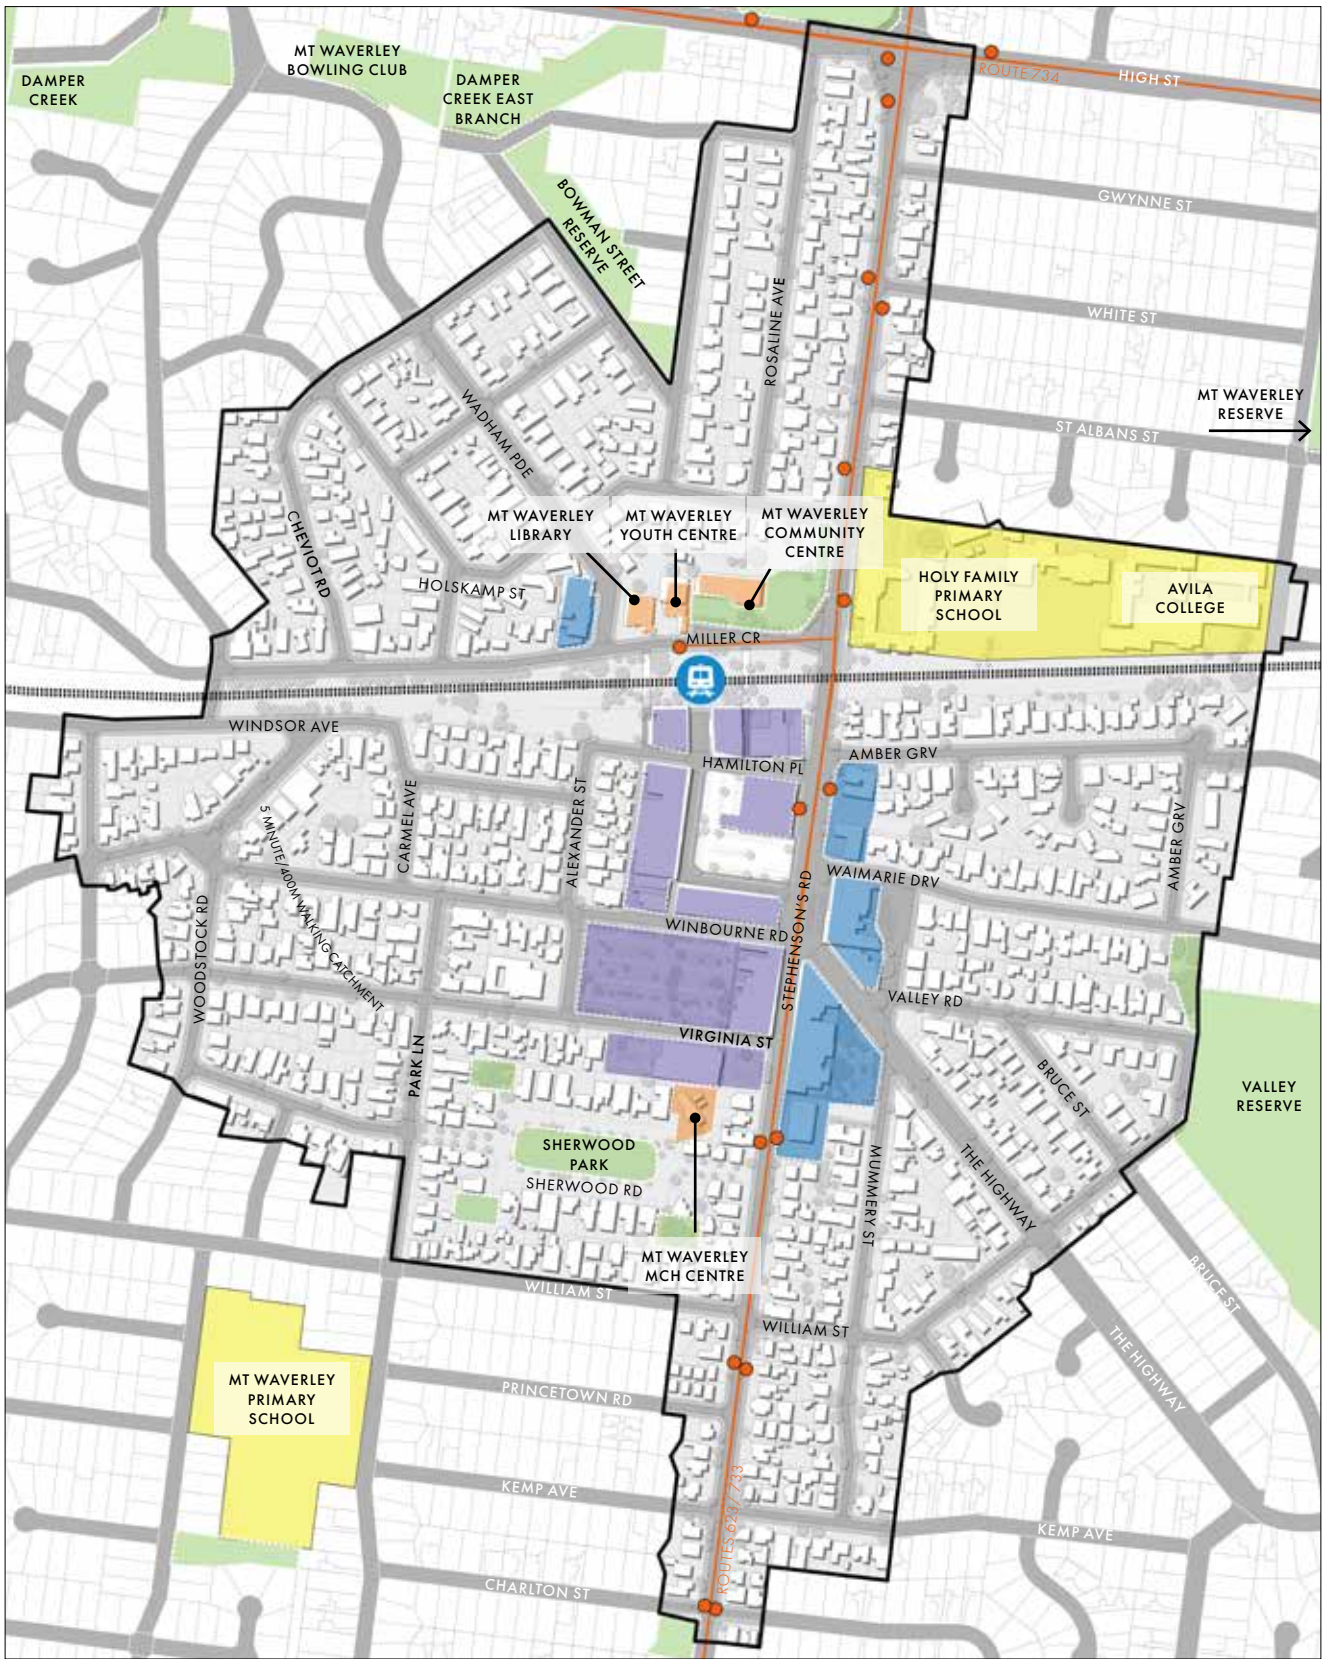 MT WAVERLEY
BOWLING CLUB
DAMPER
CREEK
DAMPER
CREEK EAST
BRANCH
ROUTE 734
HIGH ST
BOWMAN STREET
RESERVE
GWYNNE ST
ROSALINE AVE
WHITE ST
WADHAM PDE
MT WAVERLEY
RESERVE
ST ALBANS ST
CHEVIOT RD
MT WAVERLEY
LIBRARY
MT WAVERLEY
YOUTH CENTRE
MT WAVERLEY
COMMUNITY
CENTRE
HOLSKAMP ST
HOLY FAMILY
PRIMARY
SCHOOL
AVILA
COLLEGE
MILLER CR
WINDSOR AVE
HAMILTON PL
AMBER GRV
CARMEL AVE
ALEXANDER ST
5 MINUTE/400M WALKING CATCHMENT
AMBER GRV
WAIMARIE DRV
WOODSTOCK RD
WINBOURNE RD
STEPHENSON'S RD
VALLEY RD
VIRGINIA ST
PARK LN
BRUCE ST
VALLEY
RESERVE
SHERWOOD
PARK
SHERWOOD RD
MUMMERY ST
THE HIGHWAY
MT WAVERLEY
MCH CENTRE
WILLIAM ST
BRUCE ST
WILLIAM ST
THE HIGHWAY
MT WAVERLEY
PRIMARY
SCHOOL
PRINCETOWN RD
KEMP AVE
ROUTES 623 / 733
KEMP AVE
CHARLTON ST